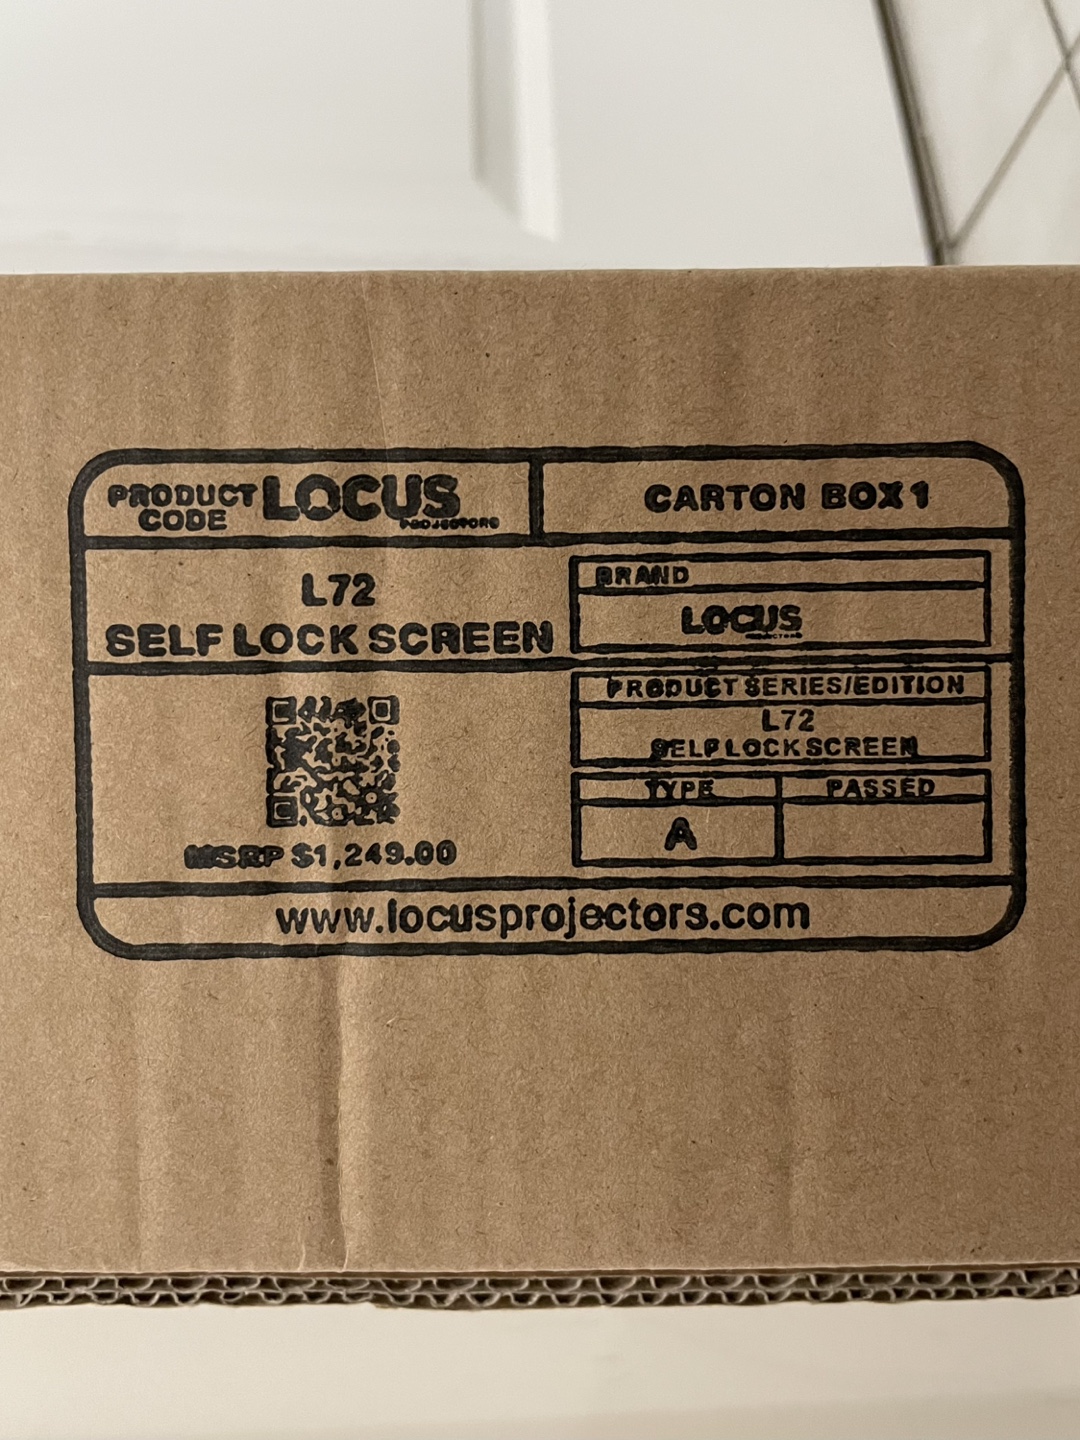 PRODUCT CODE LOCUS PROJECTORS
CARTON BOX 1
L72
SELF LOCK SCREEN
BRAND
LOCUS
PROJECTORS
PRODUCT SERIES/EDITION
L72
SELF LOCK SCREEN
TYPE PASSED
A
MSRP $1,249.00
www.locusprojectors.com